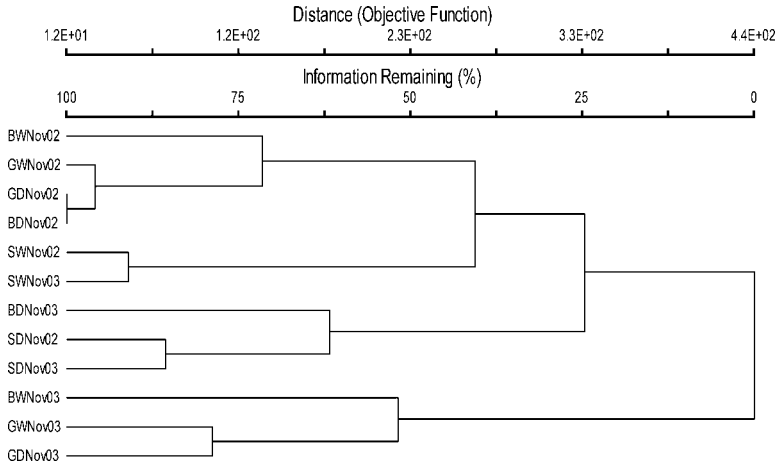 Distance (Objective Function)
1.2E+01 1.2E+02 2.3E+02 3.3E+02 4.4E+02
Information Remaining (%)
100 75 50 25 0
BWNov02
GWNov02
GDNov02
BDNov02
SWNov02
SWNov03
BDNov03
SDNov02
SDNov03
BWNov03
GWNov03
GDNov03